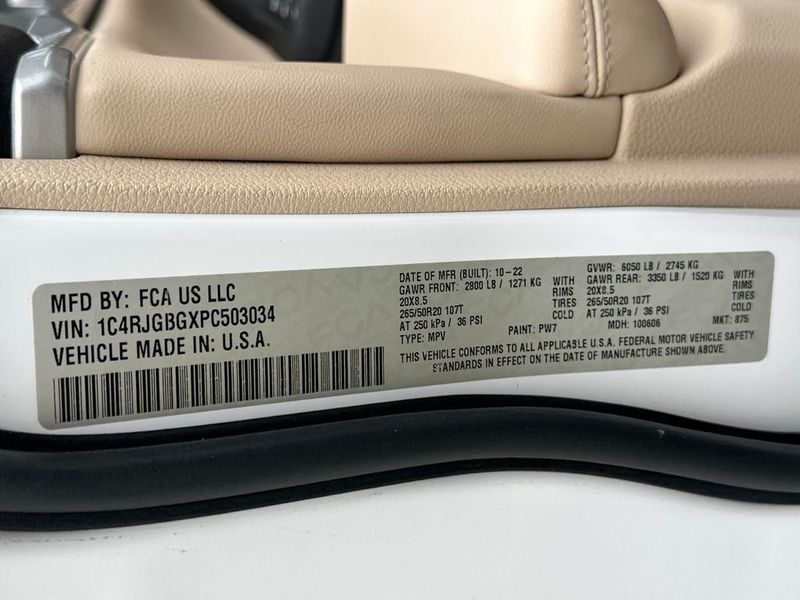 MFD BY: FCA US LLC
VIN: 1C4RJGBGXPC503034
VEHICLE MADE IN: U.S.A.
DATE OF MFR (BUILT): 10-22
GAWR FRONT: 2800 LB / 1271 KG WITH
20X8.5 RIMS
265/50R20 107T TIRES
AT 250 kPa / 36 PSI COLD
TYPE: MPV PAINT: PW7
GVWR: 6050 LB / 2745 KG
GAWR REAR: 3350 LB / 1520 KG WITH
20X8.5 RIMS
265/50R20 107T TIRES
AT 250 kPa / 36 PSI COLD
MDH: 100606 MKT: 875
THIS VEHICLE CONFORMS TO ALL APPLICABLE U.S.A. FEDERAL MOTOR VEHICLE SAFETY
STANDARDS IN EFFECT ON THE DATE OF MANUFACTURE SHOWN ABOVE.